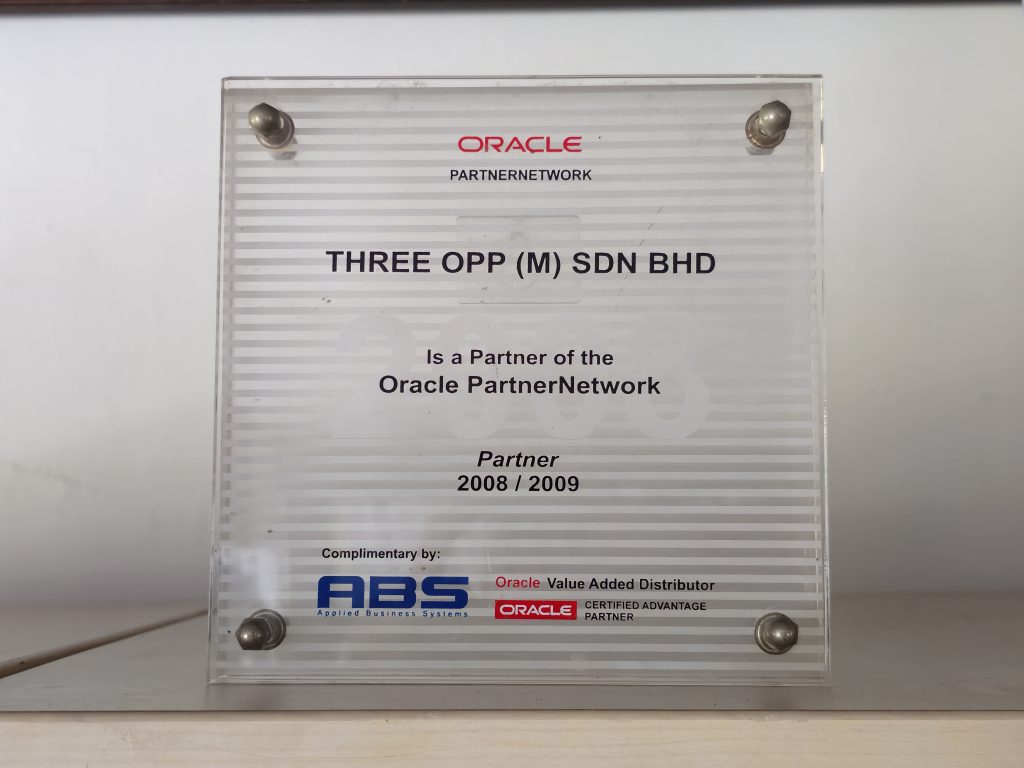 ORACLE
PARTNERNETWORK
THREE OPP (M) SDN BHD
2008
Is a Partner of the
Oracle PartnerNetwork
Partner
2008 / 2009
Complimentary by:
ABS
Applied Business Systems
Oracle Value Added Distributor
ORACLE CERTIFIED ADVANTAGE
PARTNER